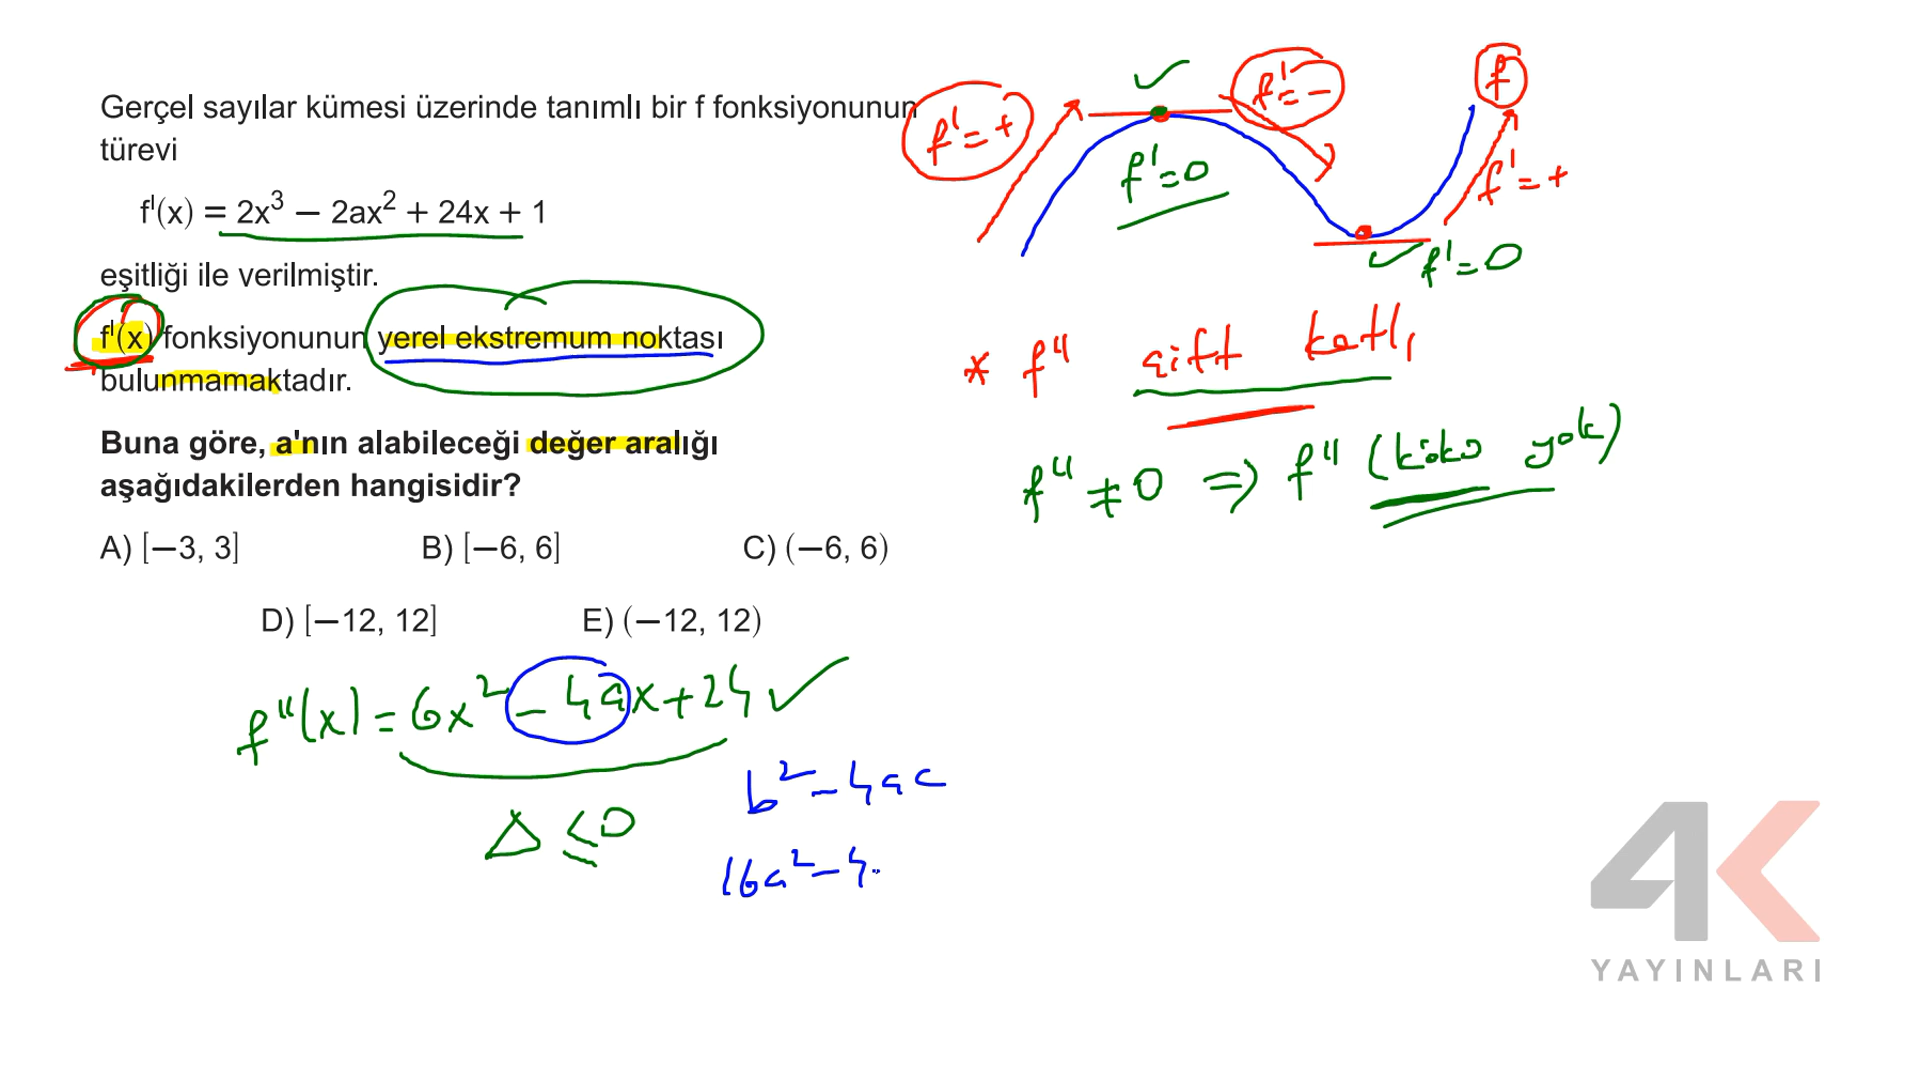 Gerçel sayılar kümesi üzerinde tanımlı bir f fonksiyonunun
türevi
f'(x) = 2x³ − 2ax² + 24x + 1
eşitliği ile verilmiştir.
f'(x) fonksiyonunun yerel ekstremum noktası
bulunmamaktadır.
Buna göre, a'nın alabileceği değer aralığı
aşağıdakilerden hangisidir?
A) [−3, 3] B) [−6, 6] C) (−6, 6)
D) [−12, 12] E) (−12, 12)
f''(x) = 6x² − 4ax + 24 ✓
Δ ≤ 0
b² − 4ac
16a² − 4.
f' = +
✓
f' = −
f
f' = 0
f' = +
✓ f' = 0
* f'' çift katlı
f'' ≠ 0 ⇒ f'' (kökü yok)
4K
YAYINLARI